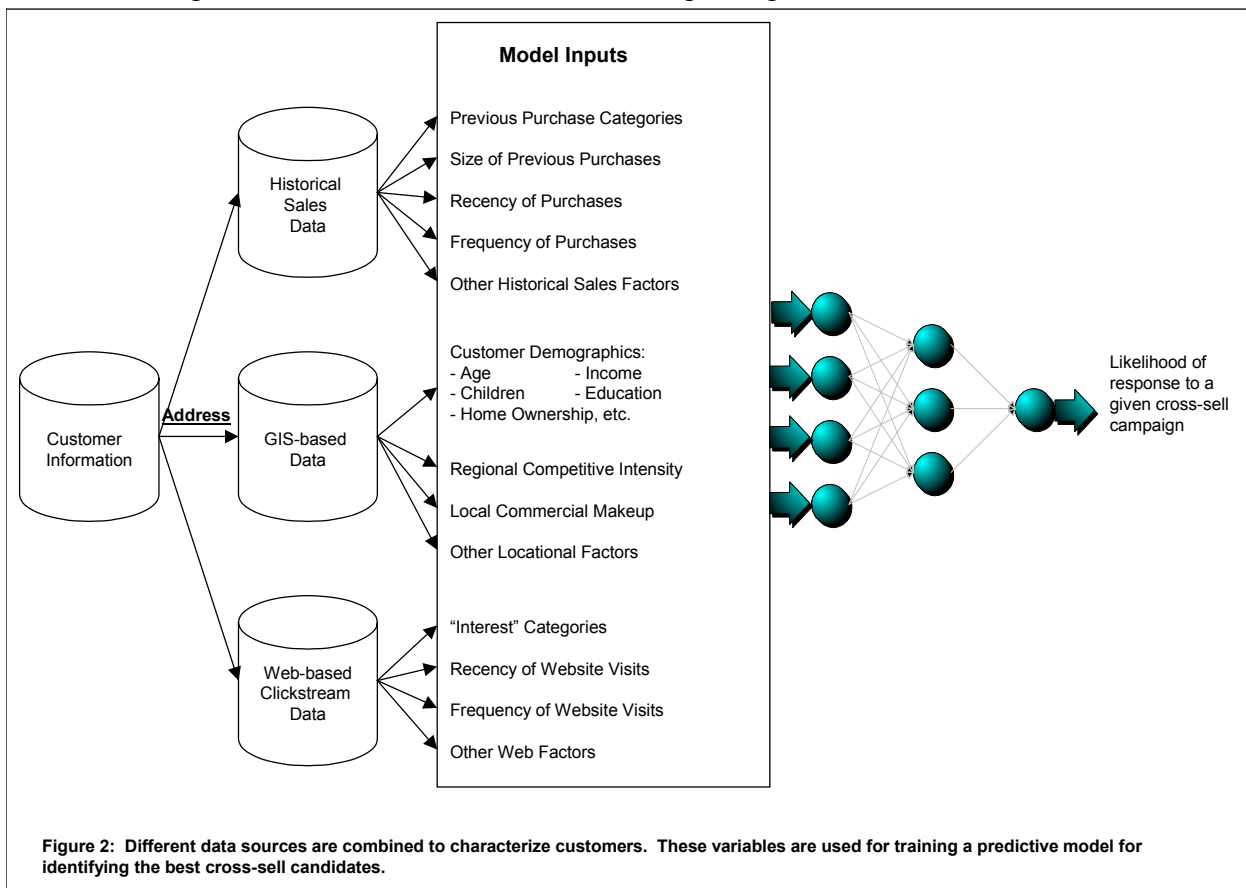 Model Inputs
Previous Purchase Categories
Size of Previous Purchases
Recency of Purchases
Frequency of Purchases
Other Historical Sales Factors
Historical
Sales
Data
Customer Demographics:
- Age - Income
- Children - Education
- Home Ownership, etc.
Regional Competitive Intensity
Local Commercial Makeup
Other Locational Factors
Address
Customer
Information
GIS-based
Data
"Interest" Categories
Recency of Website Visits
Frequency of Website Visits
Other Web Factors
Web-based
Clickstream
Data
Likelihood of
response to a
given cross-sell
campaign
Figure 2: Different data sources are combined to characterize customers. These variables are used for training a predictive model for
identifying the best cross-sell candidates.